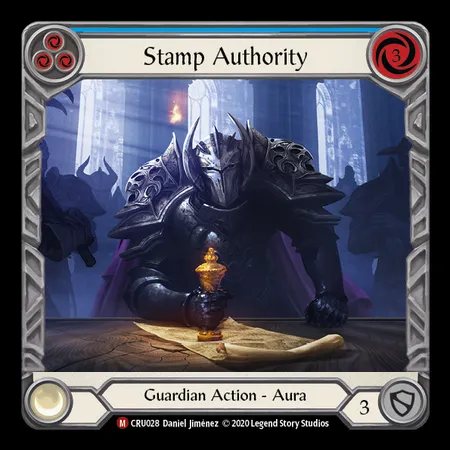 Stamp Authority
3
Guardian Action - Aura
3
M CRU028 Daniel Jiménez © 2020 Legend Story Studios